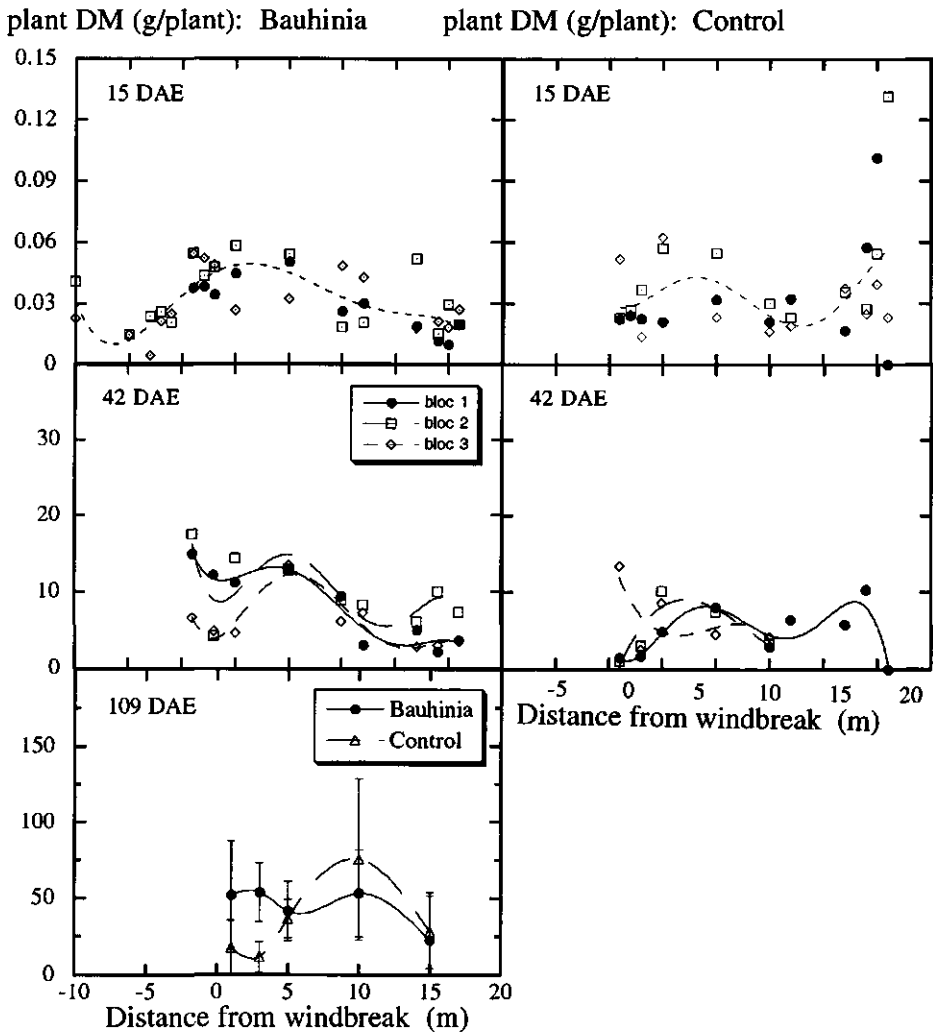 plant DM (g/plant): Bauhinia
plant DM (g/plant): Control
0.15
0.12
0.09
0.06
0.03
0
15 DAE
15 DAE
42 DAE
bloc 1
bloc 2
bloc 3
30
20
10
0
42 DAE
-5 0 5 10 15 20
Distance from windbreak (m)
109 DAE
Bauhinia
Control
150
100
50
0
-10 -5 0 5 10 15 20
Distance from windbreak (m)